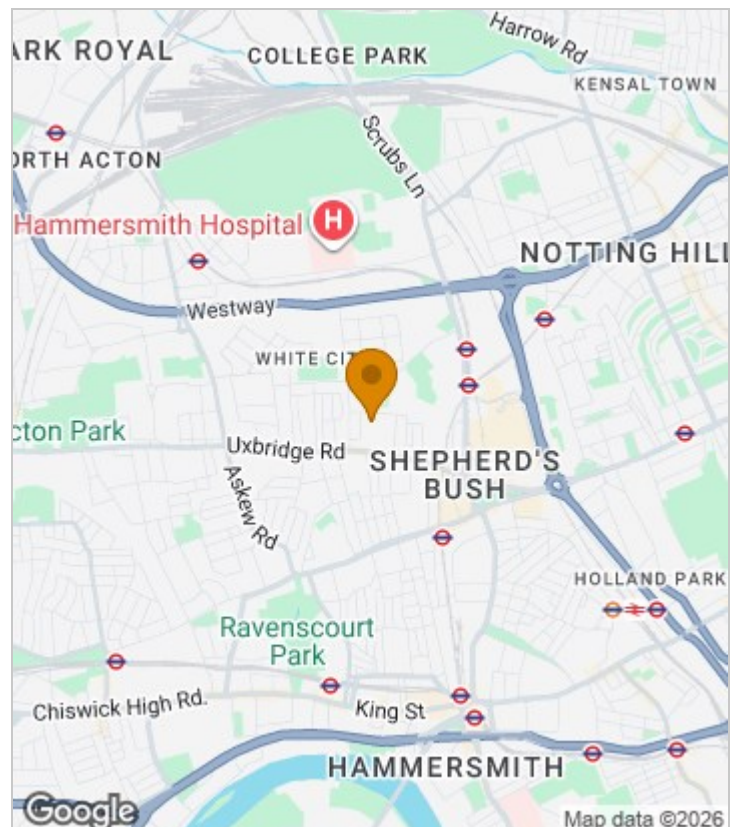 Harrow Rd
ARK ROYAL
COLLEGE PARK
KENSAL TOWN
Scrubs Ln
ORTH ACTON
Hammersmith Hospital
H
NOTTING HILL
Westway
WHITE CIT
cton Park
Uxbridge Rd
SHEPHERD'S
BUSH
Askew Rd
HOLLAND PARK
Ravenscourt
Park
Chiswick High Rd.
King St
HAMMERSMITH
Google
Map data ©2026